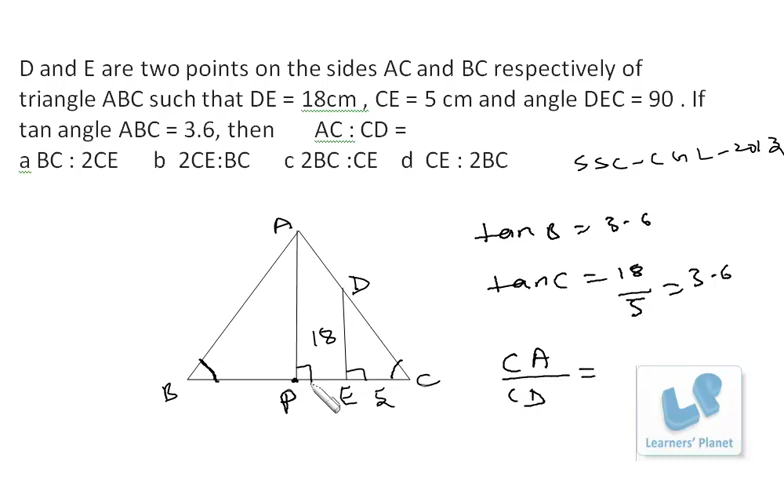 D and E are two points on the sides AC and BC respectively of
triangle ABC such that DE = 18cm , CE = 5 cm and angle DEC = 90 . If
tan angle ABC = 3.6, then AC : CD =
a BC : 2CE b 2CE:BC c 2BC :CE d CE : 2BC
SSC-CGL-2013
A
tan B = 3.6
D
tan C = 18/5 = 3.6
18
CA/CD =
B P E 5 C
LP
Learners' Planet